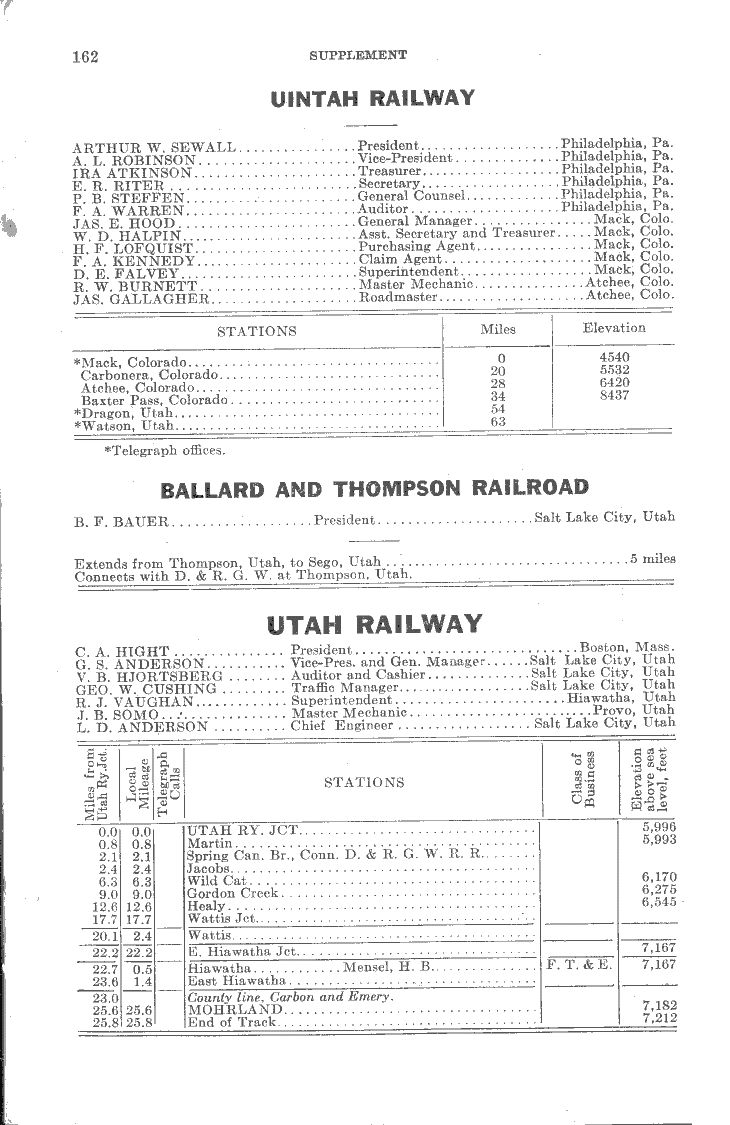 162 SUPPLEMENT
UINTAH RAILWAY
ARTHUR W. SEWALL...............President..................Philadelphia, Pa.
A. L. ROBINSON....................Vice-President..............Philadelphia, Pa.
IRA ATKINSON.....................Treasurer..................Philadelphia, Pa.
E. R. RITER........................Secretary..................Philadelphia, Pa.
P. B. STEFFEN.....................General Counsel............Philadelphia, Pa.
F. A. WARREN.....................Auditor....................Philadelphia, Pa.
JAS. E. HOOD......................General Manager...............Mack, Colo.
W. D. HALPIN......................Asst. Secretary and Treasurer.....Mack, Colo.
H. F. LOFQUIST....................Purchasing Agent...............Mack, Colo.
F. A. KENNEDY....................Claim Agent....................Mack, Colo.
D. E. FALVEY......................Superintendent.................Mack, Colo.
R. W. BURNETT....................Master Mechanic..............Atchee, Colo.
JAS. GALLAGHER..................Roadmaster...................Atchee, Colo.
STATIONS Miles Elevation
*Mack, Colorado................................ 0 4540
Carbonera, Colorado............................ 20 5532
Atchee, Colorado............................... 28 6420
Baxter Pass, Colorado........................... 34 8437
*Dragon, Utah.................................. 54
*Watson, Utah.................................. 63
*Telegraph offices.
BALLARD AND THOMPSON RAILROAD
B. F. BAUER...................President.....................Salt Lake City, Utah
Extends from Thompson, Utah, to Sego, Utah................................5 miles
Connects with D. & R. G. W. at Thompson, Utah.
UTAH RAILWAY
C. A. HIGHT............... President..............................Boston, Mass.
G. S. ANDERSON........... Vice-Pres. and Gen. Manager......Salt Lake City, Utah
V. B. HJORTSBERG........ Auditor and Cashier..............Salt Lake City, Utah
GEO. W. CUSHING......... Traffic Manager..................Salt Lake City, Utah
R. J. VAUGHAN............ Superintendent.......................Hiawatha, Utah
J. B. SOMO................. Master Mechanic.........................Provo, Utah
L. D. ANDERSON.......... Chief Engineer..................Salt Lake City, Utah
Miles from Utah Ry. Jct. Local Mileage Telegraph Calls STATIONS Class of Business Elevation above sea level, feet
0.0 0.0 UTAH RY. JCT................................ 5,996
0.8 0.8 Martin........................................ 5,993
2.1 2.1 Spring Can. Br., Conn. D. & R. G. W. R. R........
2.4 2.4 Jacobs.........................................
6.3 6.3 Wild Cat...................................... 6,170
9.0 9.0 Gordon Creek.................................. 6,275
12.6 12.6 Healy......................................... 6,545
17.7 17.7 Wattis Jct.....................................
20.1 2.4 Wattis........................................
22.2 22.2 E. Hiawatha Jct................................ 7,167
22.7 0.5 Hiawatha............Mensel, H. B.............. F. T. & E. 7,167
23.6 1.4 East Hiawatha.................................
23.0 County line, Carbon and Emery.
25.6 25.6 MOHRLAND.................................. 7,182
25.8 25.8 End of Track................................... 7,212